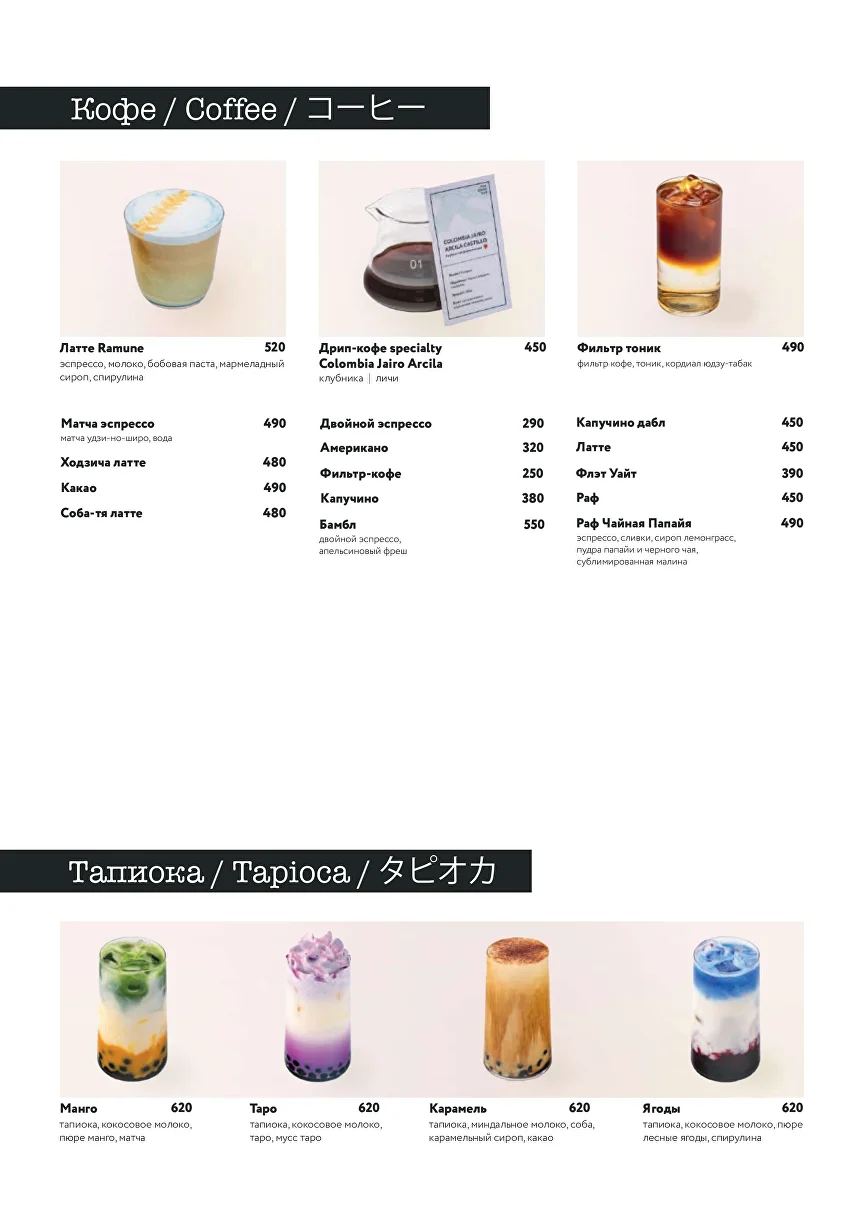 Кофе / Coffee / コーヒー
01
COLOMBIA JAIRO
ARCILA CASTILLO
Латте Ramune 520
эспрессо, молоко, бобовая паста, мармеладный
сироп, спирулина
Дрип-кофе specialty 450
Colombia Jairo Arcila
клубника | личи
Фильтр тоник 490
фильтр кофе, тоник, кордиал юдзу-табак
Матча эспрессо 490
матча удзи-но-широ, вода
Ходзича латте 480
Какао 490
Соба-тя латте 480
Двойной эспрессо 290
Американо 320
Фильтр-кофе 250
Капучино 380
Бамбл 550
двойной эспрессо,
апельсиновый фреш
Капучино дабл 450
Латте 450
Флэт Уайт 390
Раф 450
Раф Чайная Папайя 490
эспрессо, сливки, сироп лемонграсс,
пудра папайи и черного чая,
сублимированная малина
Тапиока / Tapioca / タピオカ
Манго 620
тапиока, кокосовое молоко,
пюре манго, матча
Таро 620
тапиока, кокосовое молоко,
таро, мусс таро
Карамель 620
тапиока, миндальное молоко, соба,
карамельный сироп, какао
Ягоды 620
тапиока, кокосовое молоко, пюре
лесные ягоды, спирулина